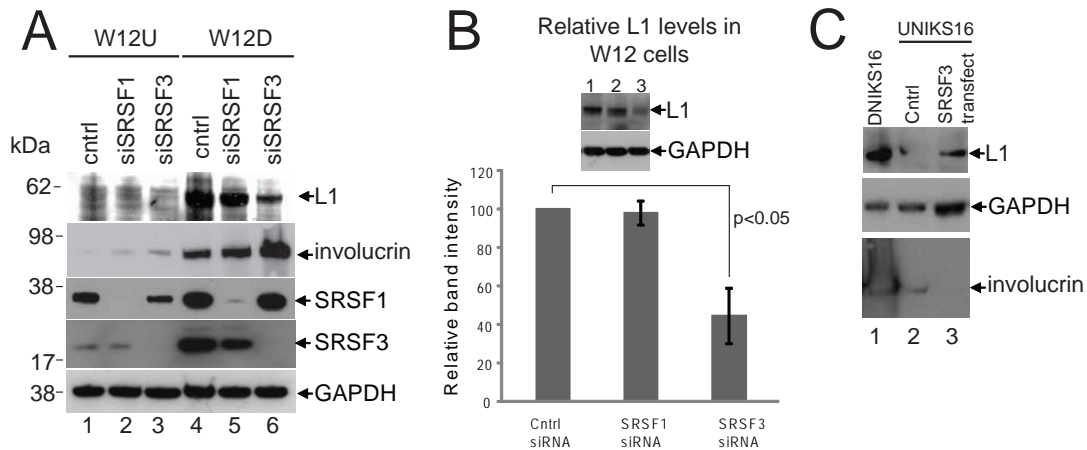 A
W12U W12D
cntrl
siSRSF1
siSRSF3
cntrl
siSRSF1
siSRSF3
kDa
62-
L1
98-
involucrin
38-
SRSF1
SRSF3
17-
38-
GAPDH
1 2 3 4 5 6
B
Relative L1 levels in
W12 cells
1 2 3
L1
GAPDH
Relative band intensity
120
100
80
60
40
20
0
p<0.05
Cntrl
siRNA
SRSF1
siRNA
SRSF3
siRNA
C
UNIKS16
DNIKS16
Cntrl
SRSF3
transfect
L1
GAPDH
involucrin
1 2 3